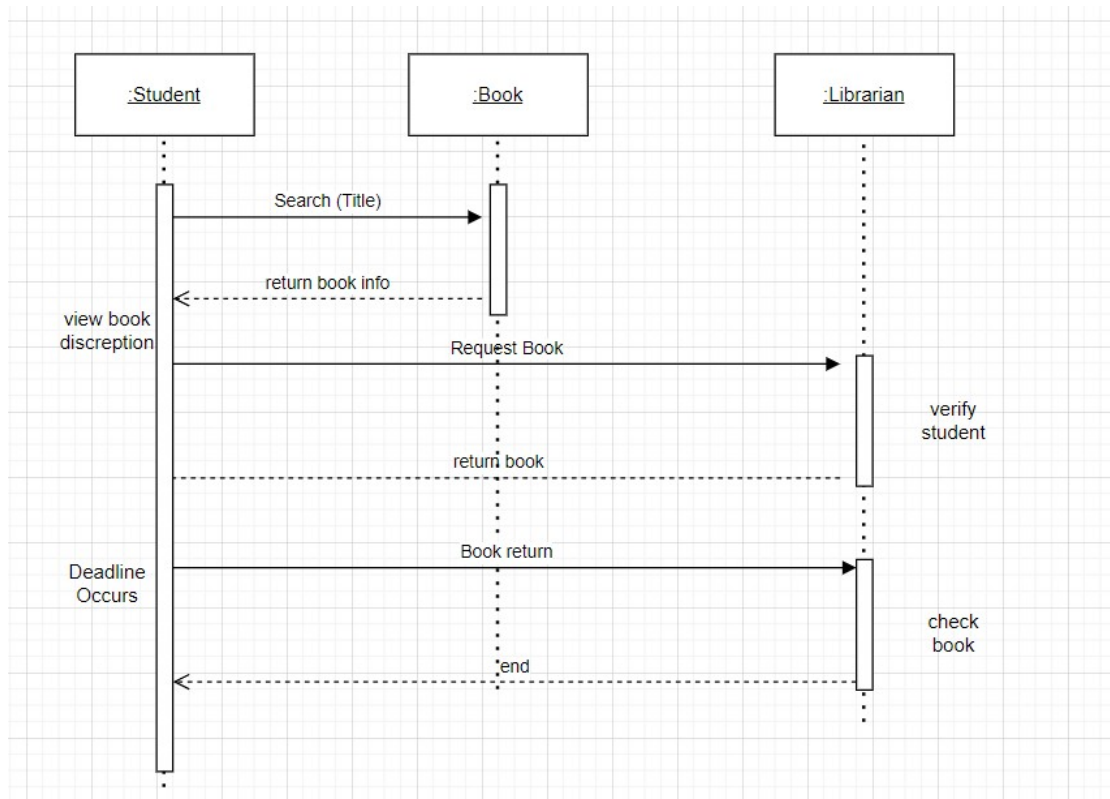 :Student
:Book
:Librarian
Search (Title)
return book info
view book
discreption
Request Book
verify
student
return book
Book return
Deadline
Occurs
check
book
end